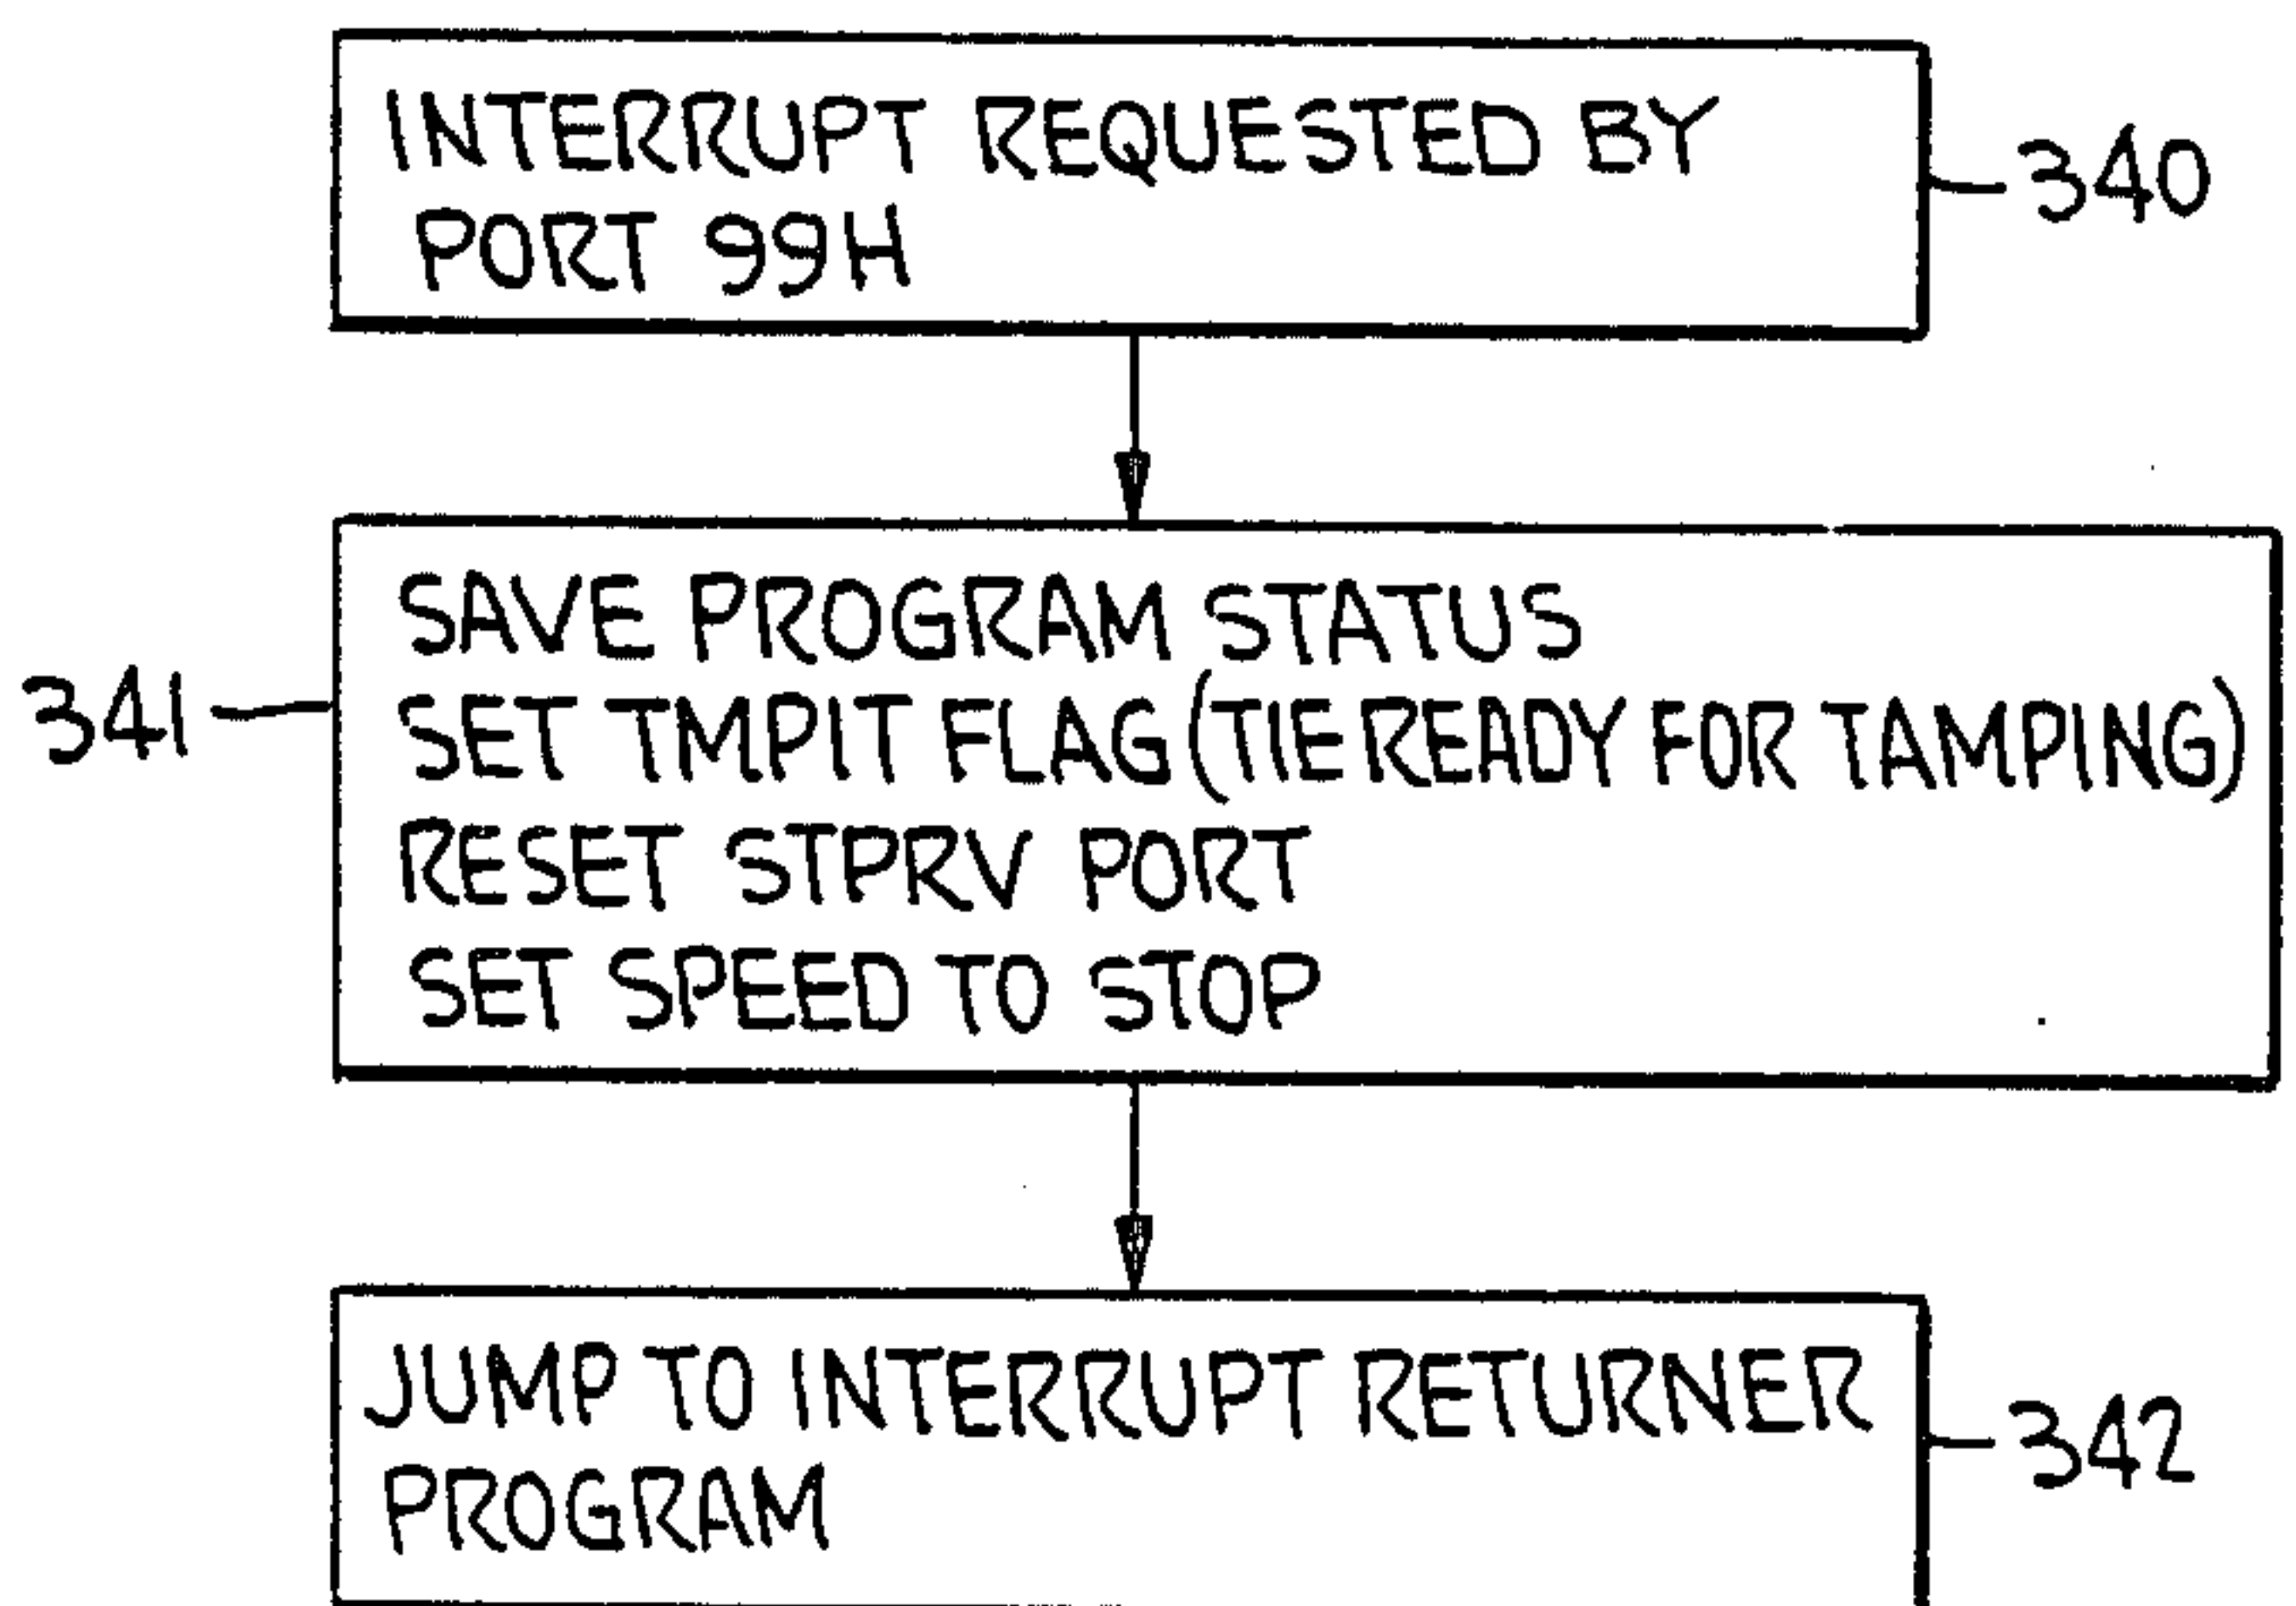 INTERRUPT REQUESTED BY
PORT 99H
340
SAVE PROGRAM STATUS
341
SET TMPIT FLAG (TIE READY FOR TAMPING)
RESET STPRV PORT
SET SPEED TO STOP
JUMP TO INTERRUPT RETURNER
342
PROGRAM